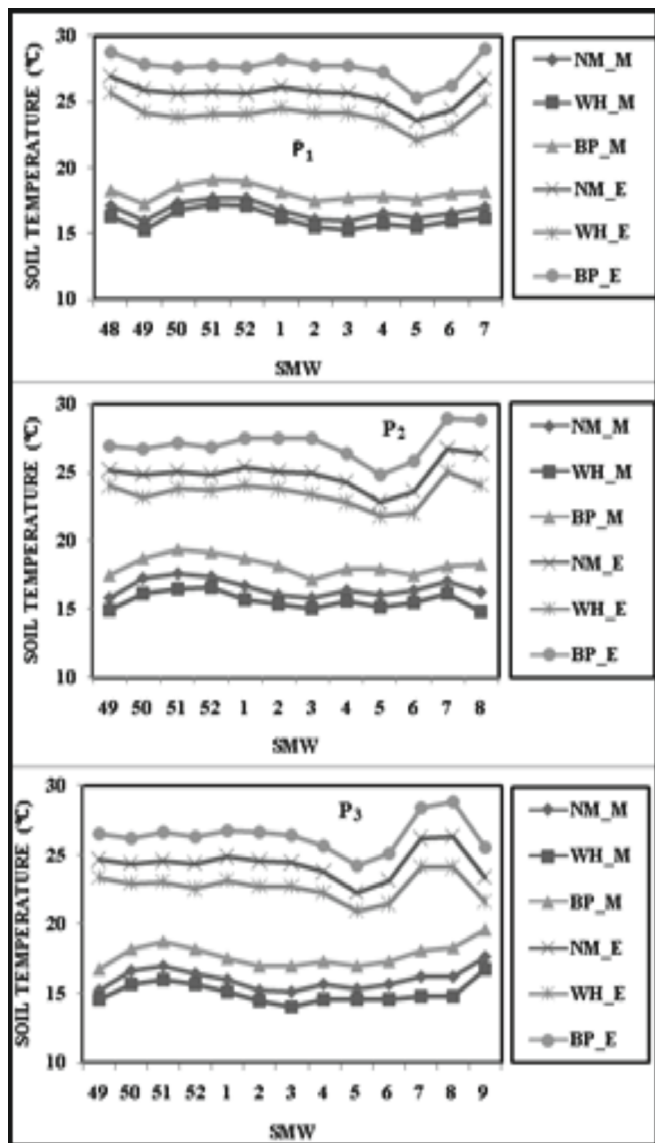 SOIL TEMPERATURE (°C)
30
25
20
15
10
P1
48 49 50 51 52 1 2 3 4 5 6 7
SMW
NM_M
WH_M
BP_M
NM_E
WH_E
BP_E
SOIL TEMPERATURE (°C)
30
25
20
15
10
P2
49 50 51 52 1 2 3 4 5 6 7 8
SMW
NM_M
WH_M
BP_M
NM_E
WH_E
BP_E
SOIL TEMPERATURE (°C)
30
25
20
15
10
P3
49 50 51 52 1 2 3 4 5 6 7 8 9
SMW
NM_M
WH_M
BP_M
NM_E
WH_E
BP_E